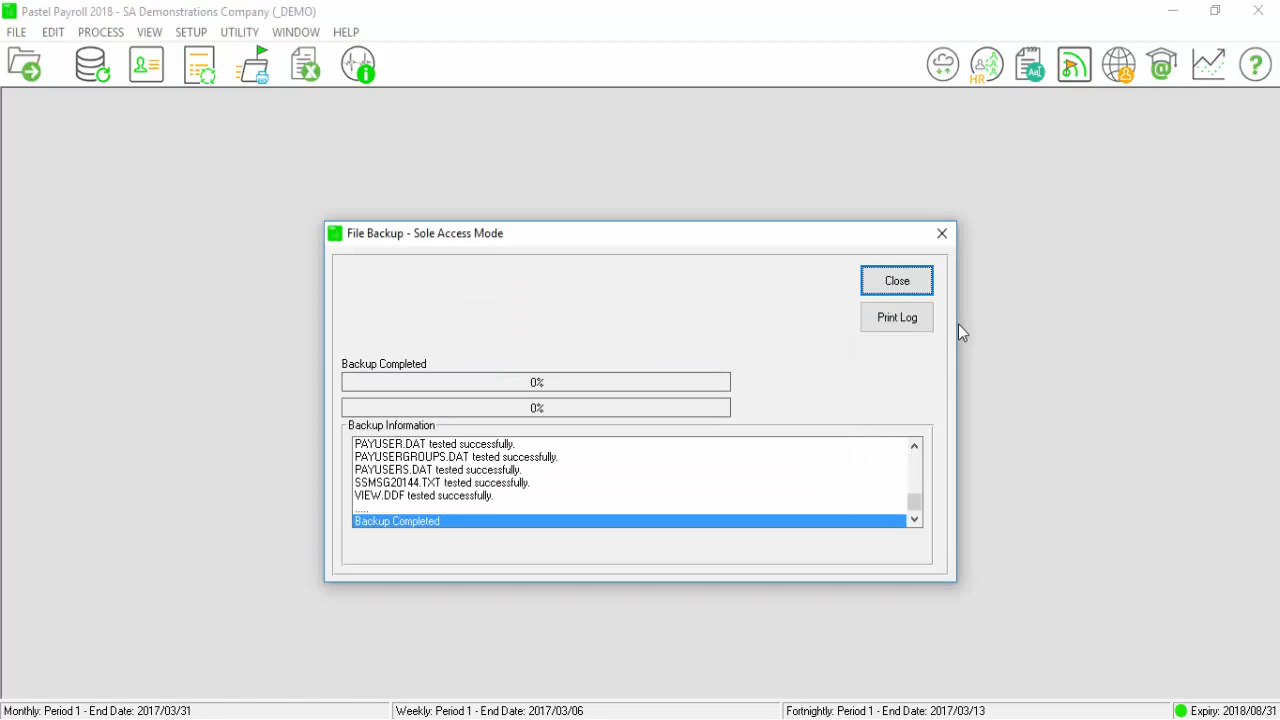 Pastel Payroll 2018 - SA Demonstrations Company (_DEMO)
FILE EDIT PROCESS VIEW SETUP UTILITY WINDOW HELP
HR
Aa
File Backup - Sole Access Mode
Close
Print Log
Backup Completed
0%
0%
Backup Information
PAYUSER.DAT tested successfully.
PAYUSERGROUPS.DAT tested successfully.
PAYUSERS.DAT tested successfully.
SSMSG20144.TXT tested successfully.
VIEW.DDF tested successfully.
.....
Backup Completed
Monthly: Period 1 - End Date: 2017/03/31 Weekly: Period 1 - End Date: 2017/03/06 Fortnightly: Period 1 - End Date: 2017/03/13 Expiry: 2018/08/31